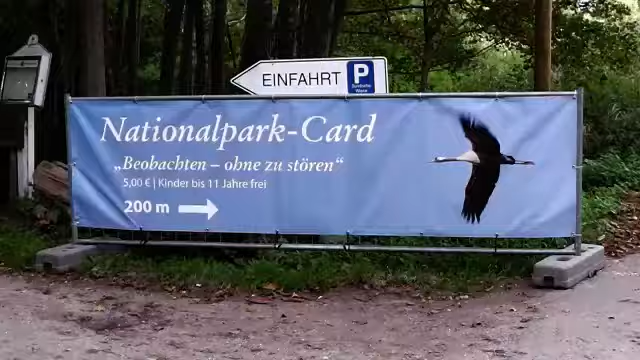 EINFAHRT P
Nationalpark-Card
„Beobachten – ohne zu stören“
5,00 € | Kinder bis 11 Jahre frei
200 m